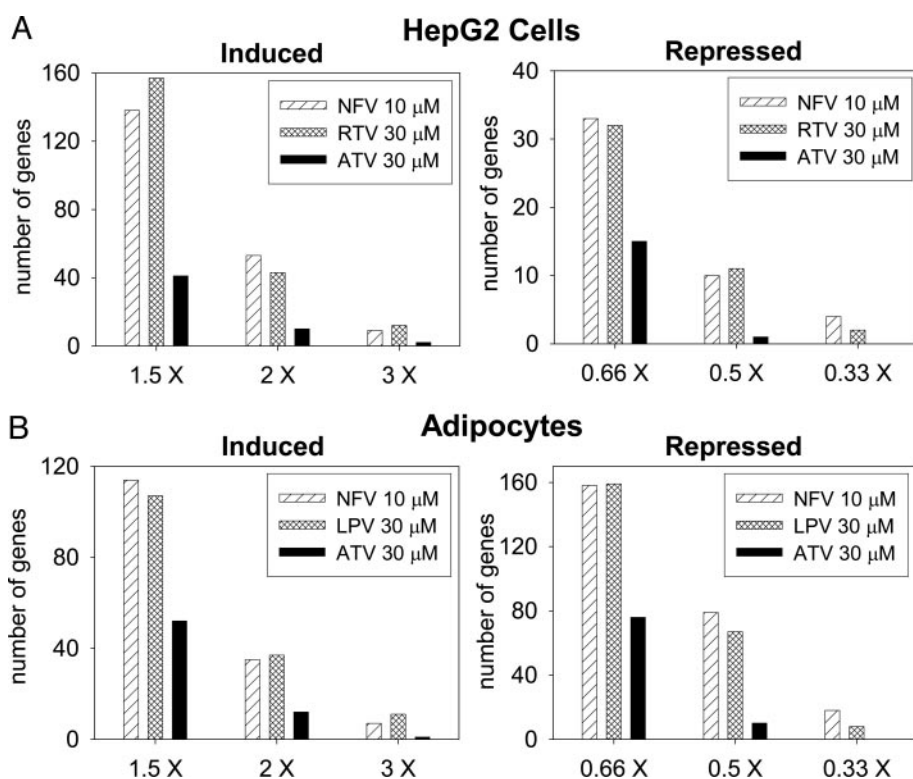 A
HepG2 Cells
Induced
number of genes
160
120
80
40
0
NFV 10 μM
RTV 30 μM
ATV 30 μM
1.5 X 2 X 3 X
Repressed
number of genes
40
30
20
10
0
NFV 10 μM
RTV 30 μM
ATV 30 μM
0.66 X 0.5 X 0.33 X
B
Adipocytes
Induced
number of genes
120
80
40
0
NFV 10 μM
LPV 30 μM
ATV 30 μM
1.5 X 2 X 3 X
Repressed
number of genes
160
120
80
40
0
NFV 10 μM
LPV 30 μM
ATV 30 μM
0.66 X 0.5 X 0.33 X